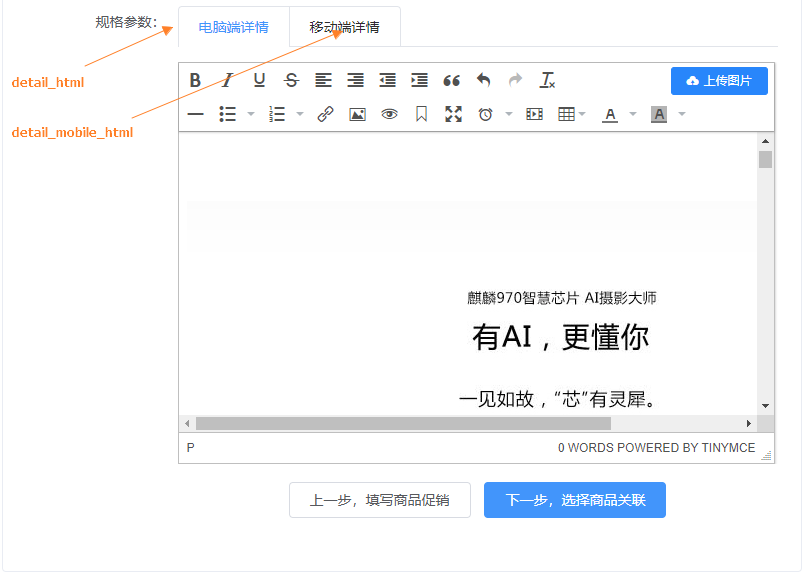 规格参数：
电脑端详情
移动端详情
detail_html
detail_mobile_html
上传图片
麒麟970智慧芯片 AI摄影大师
有AI，更懂你
一见如故，“芯”有灵犀。
P
0 WORDS POWERED BY TINYMCE
上一步，填写商品促销
下一步，选择商品关联